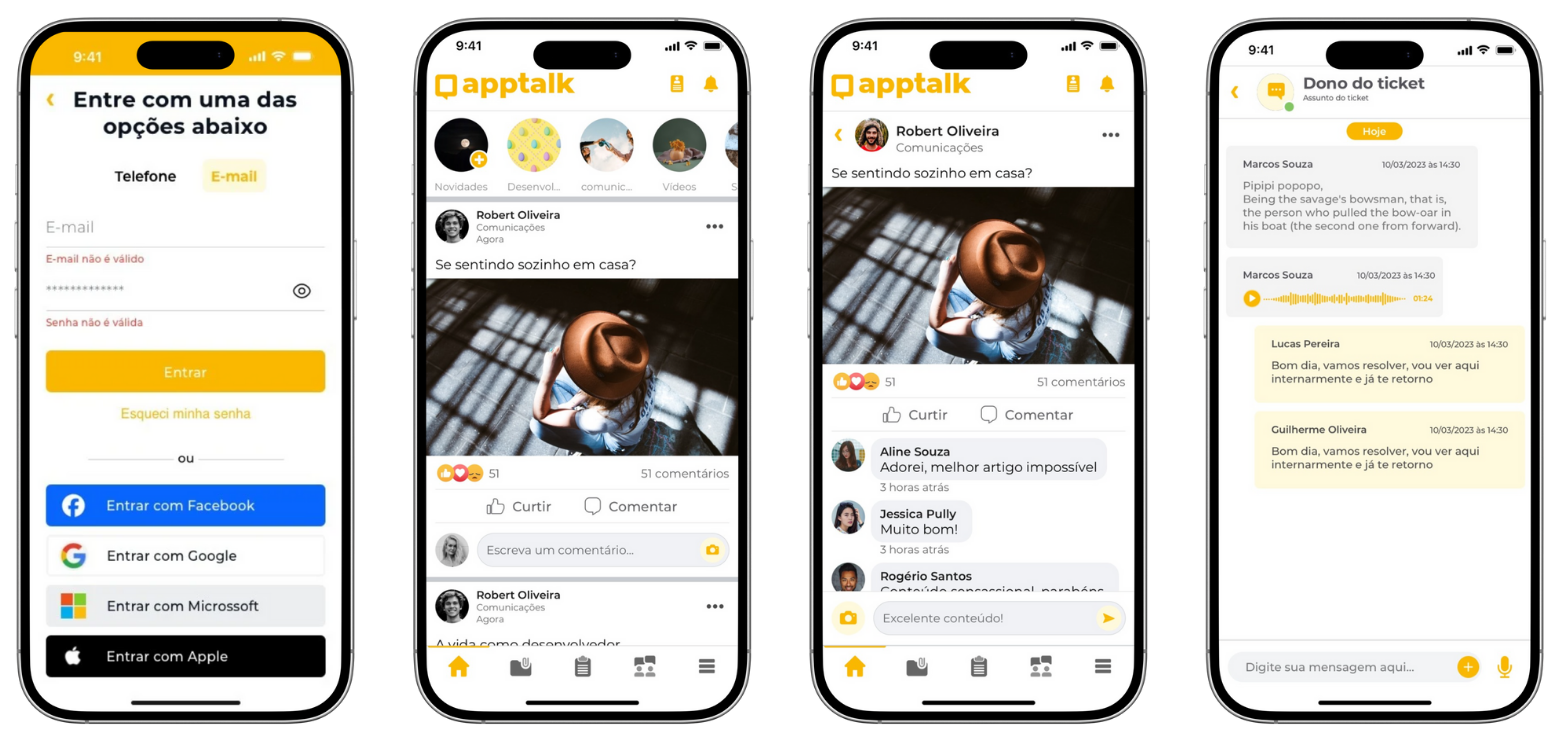 9:41
Entre com uma das
opções abaixo
Telefone
E-mail
E-mail
E-mail não é válido
*************
Senha não é válida
Entrar
Esqueci minha senha
ou
Entrar com Facebook
Entrar com Google
Entrar com Microssoft
Entrar com Apple
9:41
apptalk
Novidades
Desenvol...
comunic...
Videos
S
Robert Oliveira
Comunicações
Agora
Se sentindo sozinho em casa?
51
51 comentários
Curtir
Comentar
Escreva um comentário...
Robert Oliveira
Comunicações
Agora
A vida como desenvolvedor
9:41
apptalk
Robert Oliveira
Comunicações
Se sentindo sozinho em casa?
51
51 comentários
Curtir
Comentar
Aline Souza
Adorei, melhor artigo impossível
3 horas atrás
Jessica Pully
Muito bom!
3 horas atrás
Rogério Santos
Conteúdo sensassional, parabéns
Excelente conteúdo!
9:41
Dono do ticket
Assunto do ticket
Hoje
Marcos Souza
10/03/2023 às 14:30
Pipipi popopo,
Being the savage's bowsman, that is,
the person who pulled the bow-oar in
his boat (the second one from forward).
Marcos Souza
10/03/2023 às 14:30
01:24
Lucas Pereira
10/03/2023 às 14:30
Bom dia, vamos resolver, vou ver aqui
internarmente e já te retorno
Guilherme Oliveira
10/03/2023 às 14:30
Bom dia, vamos resolver, vou ver aqui
internarmente e já te retorno
Digite sua mensagem aqui...